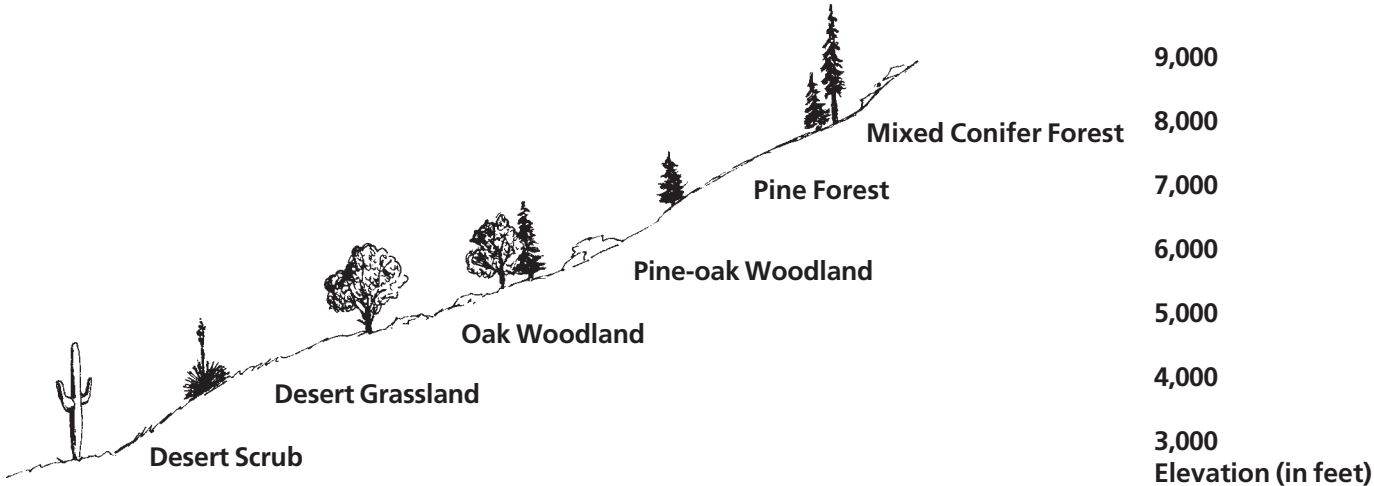 9,000
8,000
Mixed Conifer Forest
7,000
Pine Forest
6,000
Pine-oak Woodland
5,000
Oak Woodland
4,000
Desert Grassland
3,000
Desert Scrub
Elevation (in feet)